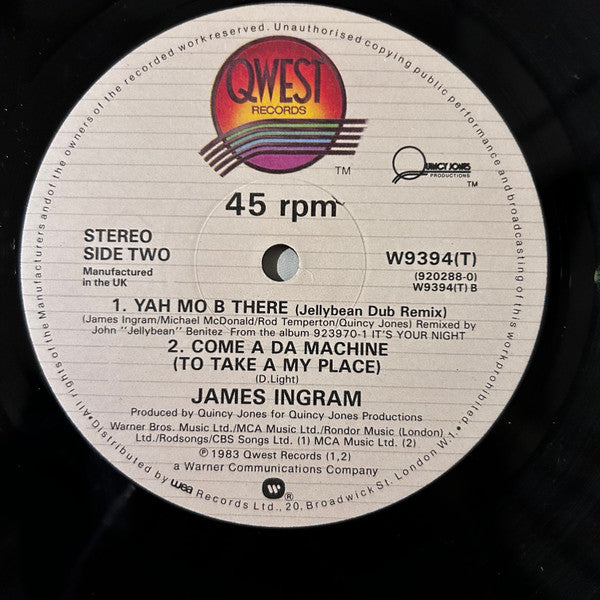 All rights of the Manufacturers and of the owners of the recorded work reserved. Unauthorised copying public performance and broadcasting of this work prohibited.
QWEST
RECORDS
TM
QUINCY JONES
PRODUCTIONS
TM
45 rpm
STEREO
SIDE TWO
Manufactured
in the UK
W9394(T)
(920288-0)
W9394(T) B
1. YAH MO B THERE (Jellybean Dub Remix)
(James Ingram/Michael McDonald/Rod Temperton/Quincy Jones) Remixed by
John "Jellybean" Benitez From the album 923970-1 IT'S YOUR NIGHT
2. COME A DA MACHINE
(TO TAKE A MY PLACE)
(D.Light)
JAMES INGRAM
Produced by Quincy Jones for Quincy Jones Productions
Warner Bros. Music Ltd./MCA Music Ltd./Rondor Music (London)
Ltd./Rodsongs/CBS Songs Ltd. (1) MCA Music Ltd. (2)
℗ 1983 Qwest Records (1,2)
a Warner Communications Company
W ®
• Distributed by wea Records Ltd., 20, Broadwick St. London W.1. •